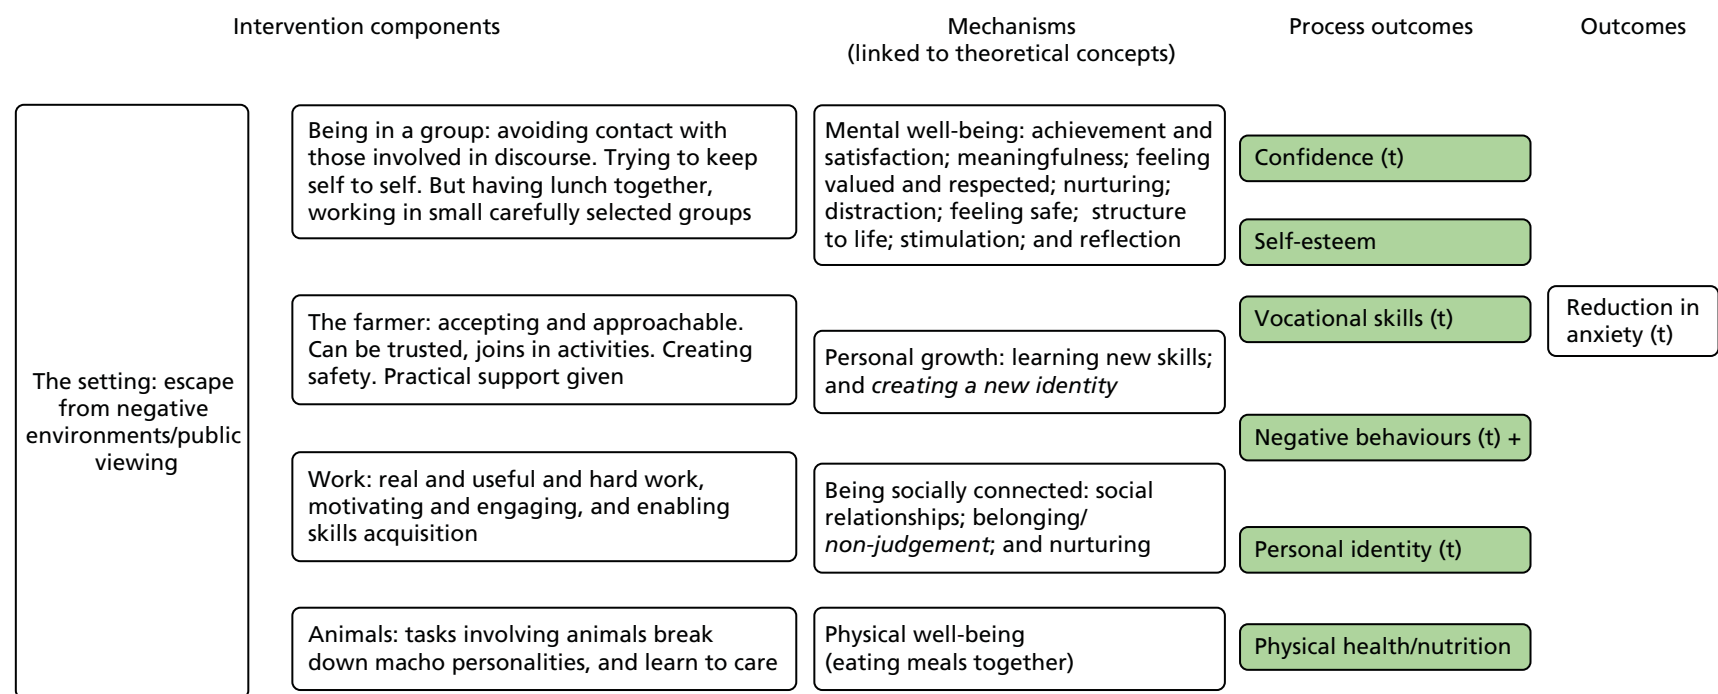 Intervention components
Mechanisms
(linked to theoretical concepts)
Process outcomes
Outcomes
The setting: escape
from negative
environments/public
viewing
Being in a group: avoiding contact with
those involved in discourse. Trying to keep
self to self. But having lunch together,
working in small carefully selected groups
The farmer: accepting and approachable.
Can be trusted, joins in activities. Creating
safety. Practical support given
Work: real and useful and hard work,
motivating and engaging, and enabling
skills acquisition
Animals: tasks involving animals break
down macho personalities, and learn to care
Mental well-being: achievement and
satisfaction; meaningfulness; feeling
valued and respected; nurturing;
distraction; feeling safe; structure
to life; stimulation; and reflection
Personal growth: learning new skills;
and creating a new identity
Being socially connected: social
relationships; belonging/
non-judgement; and nurturing
Physical well-being
(eating meals together)
Confidence (t)
Self-esteem
Vocational skills (t)
Negative behaviours (t) +
Personal identity (t)
Physical health/nutrition
Reduction in
anxiety (t)